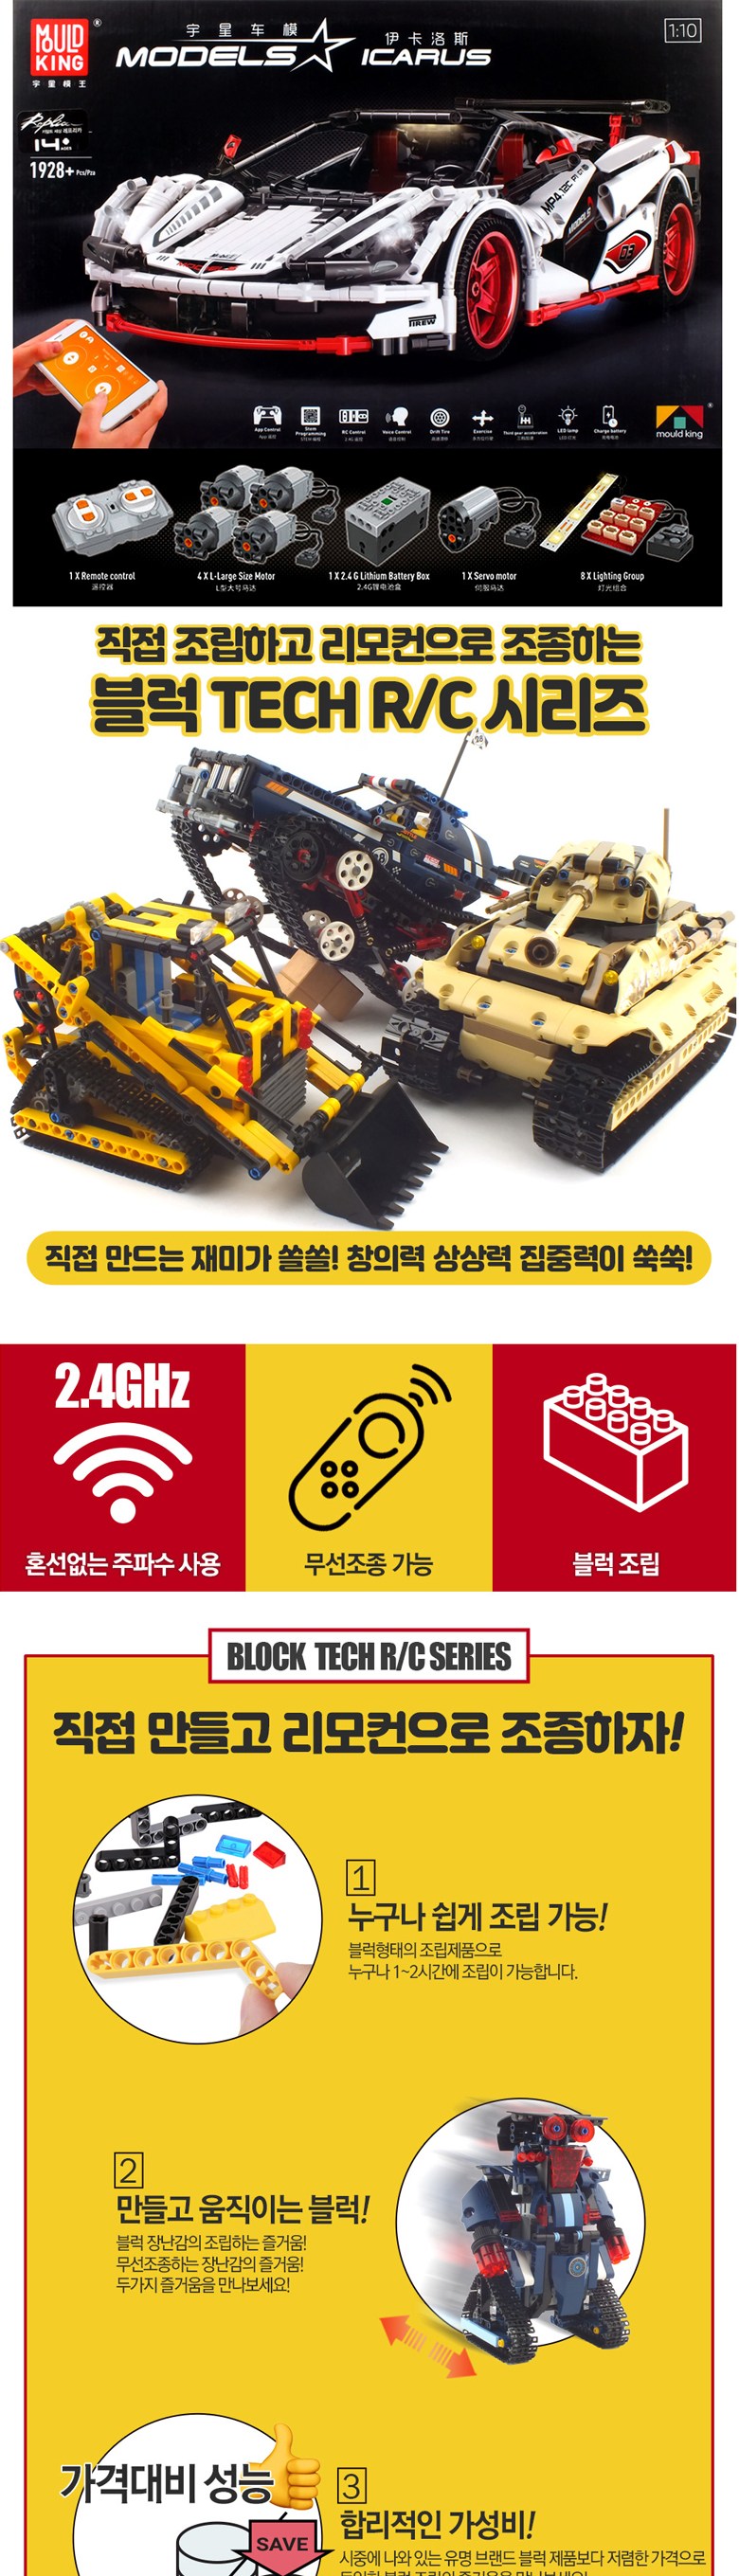 MOULD KING
®
宇星模王
宇星车模
MODELS
伊卡洛斯
ICARUS
1:10
Replica
14+
AGES
1928+ Pcs/Pzs
MP4.12C
MODELS
03
PIREW
App Control
Stem Programming
RC Control
Voice Control
Drift Tire
Exercise
Third gear acceleration
LED lamp
Charge battery
mould king
1 X Remote control
遥控器
4 X L-Large Size Motor
L型大号马达
1 X 2.4 G Lithium Battery Box
2.4G锂电池盒
1 X Servo motor
伺服马达
8 X Lighting Group
灯光组合
직접 조립하고 리모컨으로 조종하는
블럭 TECH R/C 시리즈
직접 만드는 재미가 쏠쏠! 창의력 상상력 집중력이 쑥쑥!
2.4GHz
혼선없는 주파수 사용
무선조종 가능
블럭 조립
BLOCK TECH R/C SERIES
직접 만들고 리모컨으로 조종하자!
1
누구나 쉽게 조립 가능!
블럭형태의 조립제품으로
누구나 1~2시간에 조립이 가능합니다.
2
만들고 움직이는 블럭!
블럭 장난감의 조립하는 즐거움!
무선조종하는 장난감의 즐거움!
두가지 즐거움을 만나보세요!
가격대비 성능
SAVE
3
합리적인 가성비!
시중에 나와 있는 유명 브랜드 블럭 제품보다 저렴한 가격으로